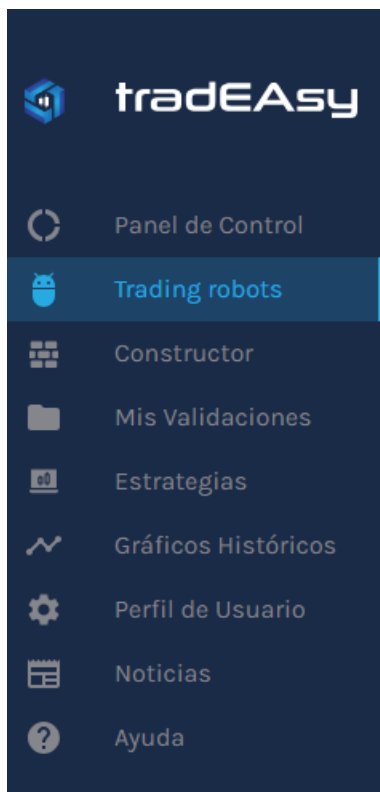 tradEAsy
Panel de Control
Trading robots
Constructor
Mis Validaciones
Estrategias
Gráficos Históricos
Perfil de Usuario
Noticias
Ayuda